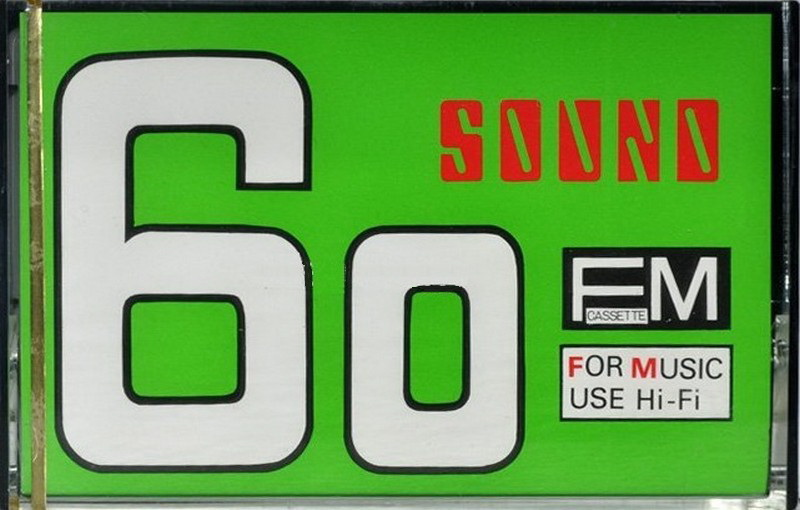 60
SOUND
FM
CASSETTE
FOR MUSIC
USE Hi-Fi